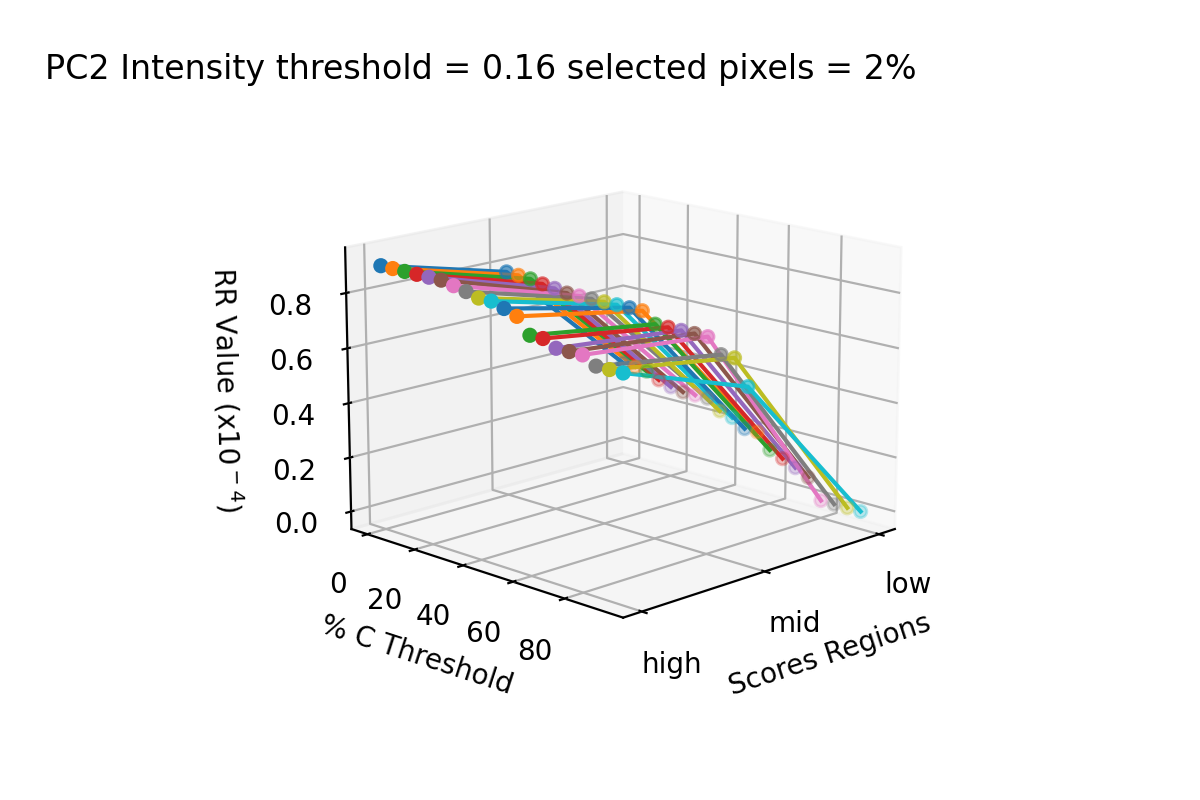 PC2 Intensity threshold = 0.16 selected pixels = 2%
RR Value (x10⁻⁴)
0.8
0.6
0.4
0.2
0.0
0
20
40
60
80
% C Threshold
high
mid
low
Scores Regions